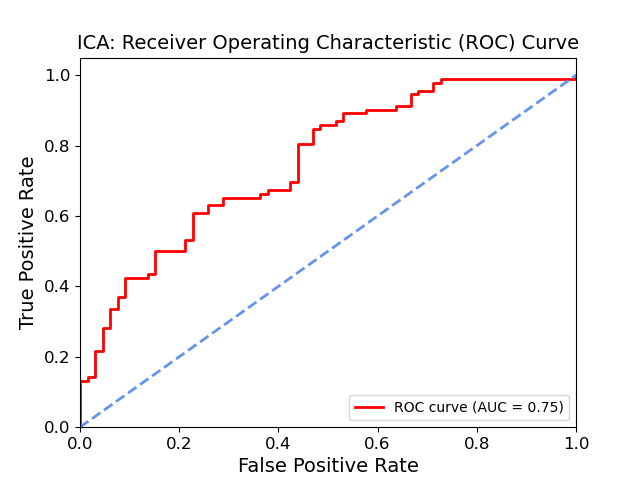 ICA: Receiver Operating Characteristic (ROC) Curve
True Positive Rate
1.0
0.8
0.6
0.4
0.2
0.0
ROC curve (AUC = 0.75)
0.0 0.2 0.4 0.6 0.8 1.0
False Positive Rate